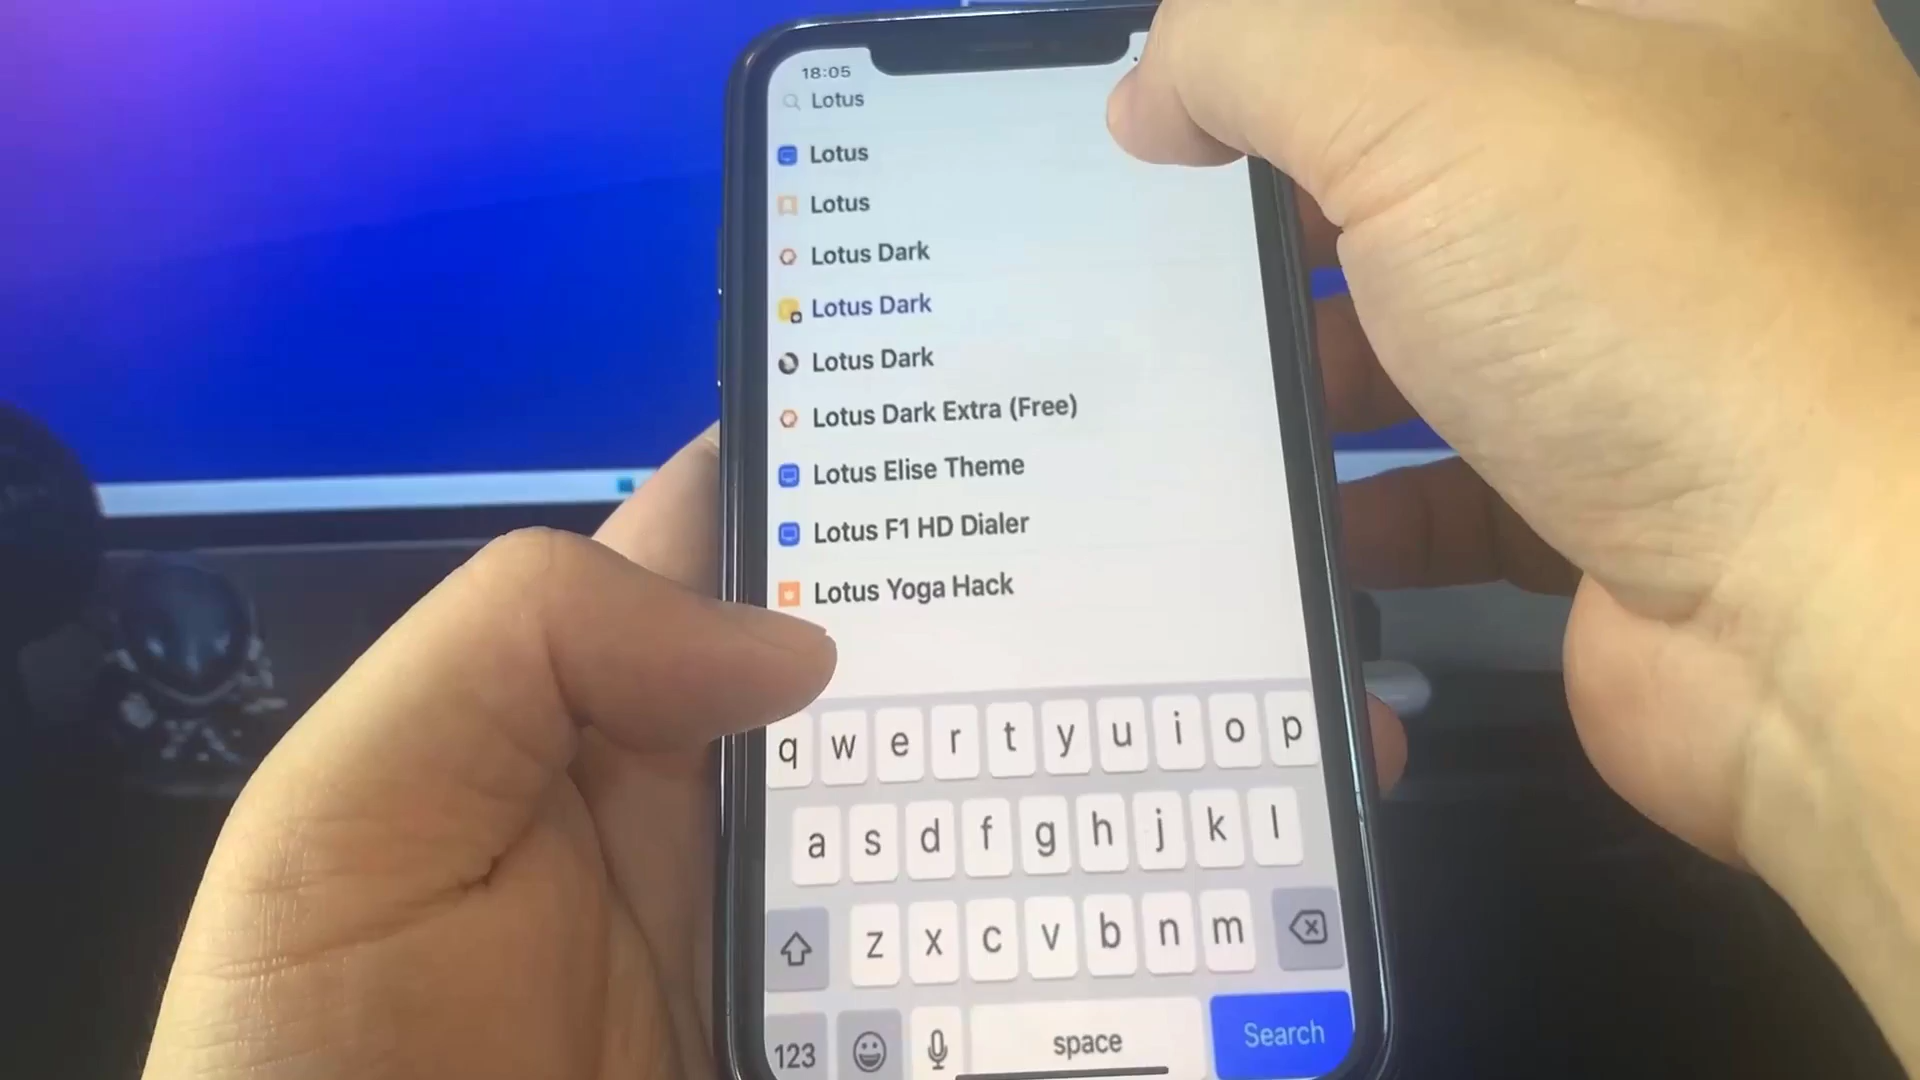 18:05
Lotus
Lotus
Lotus
Lotus Dark
Lotus Dark
Lotus Dark
Lotus Dark Extra (Free)
Lotus Elise Theme
Lotus F1 HD Dialer
Lotus Yoga Hack
q w e r t y u i o p
a s d f g h j k l
z x c v b n m
123 space Search